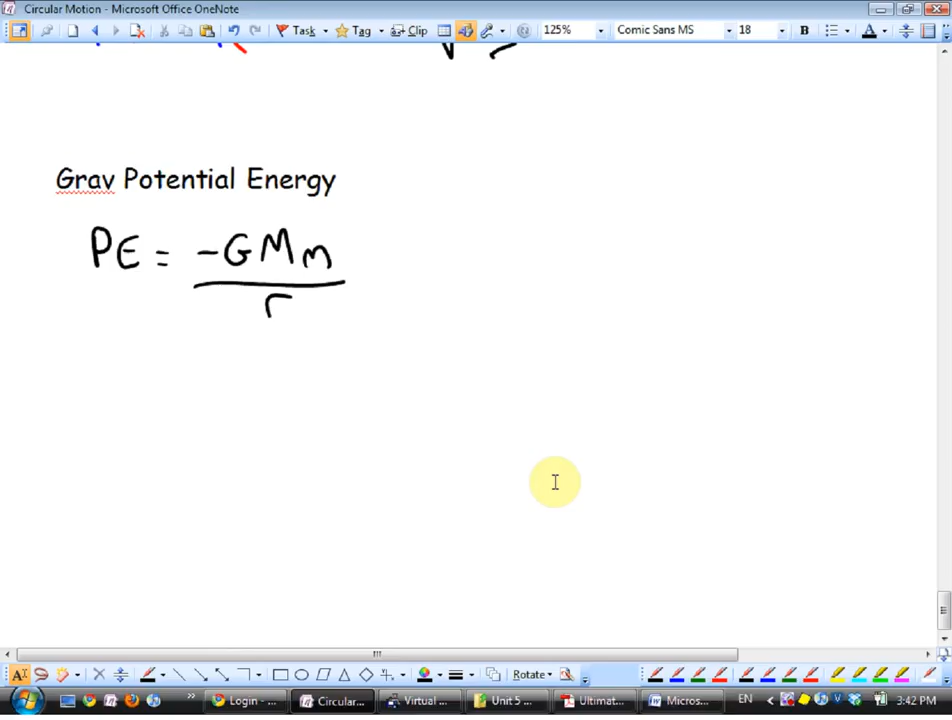 Circular Motion - Microsoft Office OneNote
Task Tag Clip 125% Comic Sans MS 18 B A
Grav Potential Energy
PE = -GMm
r
A Rotate
Login - ... Circular... Virtual ... Unit 5 ... Ultimat... Micros... EN 3:42 PM